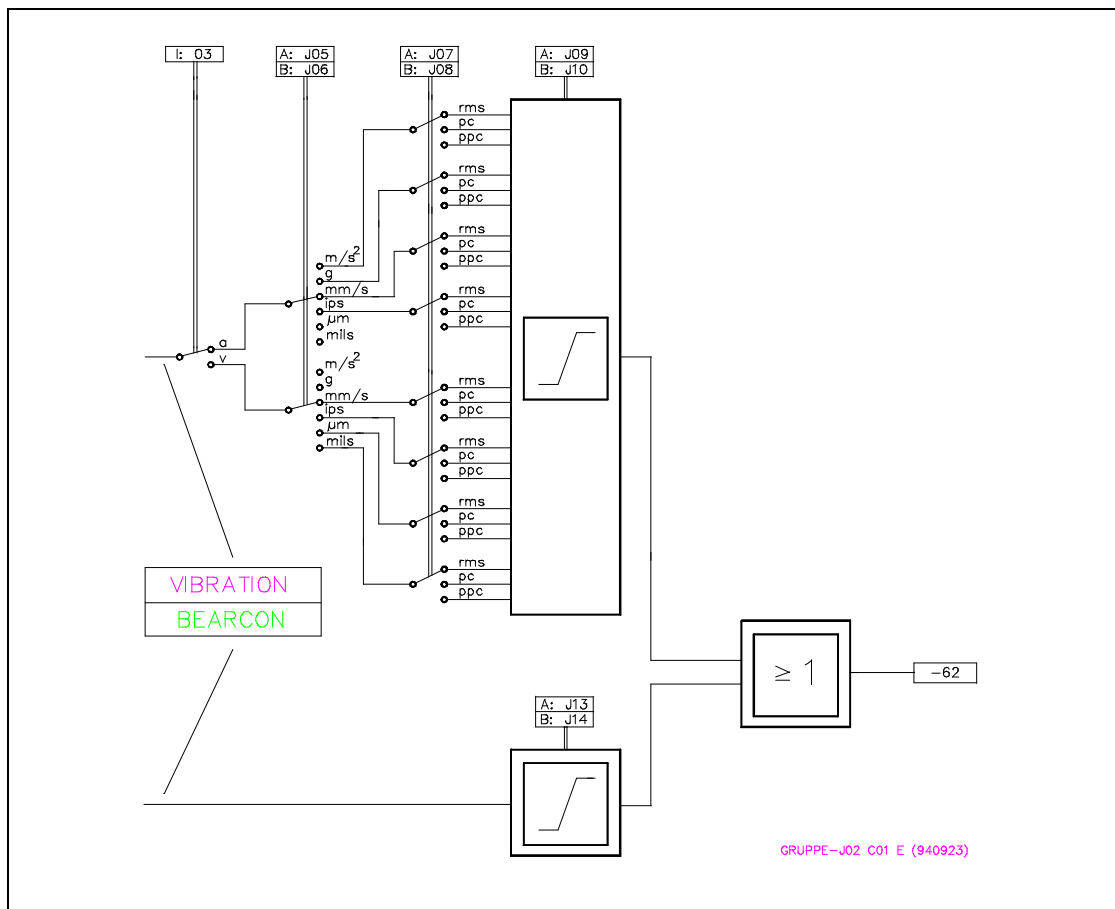 I: 03
A: J05
B: J06
A: J07
B: J08
A: J09
B: J10
rms
pc
ppc
rms
pc
ppc
rms
pc
ppc
rms
pc
ppc
m/s²
g
mm/s
ips
µm
mils
a
v
m/s²
g
mm/s
ips
µm
mils
rms
pc
ppc
rms
pc
ppc
rms
pc
ppc
rms
pc
ppc
VIBRATION
BEARCON
≥ 1
-62
A: J13
B: J14
GRUPPE-J02 C01 E (940923)